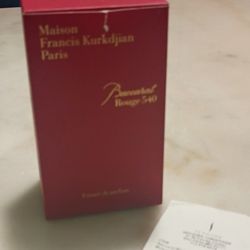 Maison
Francis Kurkdjian
Paris
Baccarat
Rouge 540
Extrait de parfum